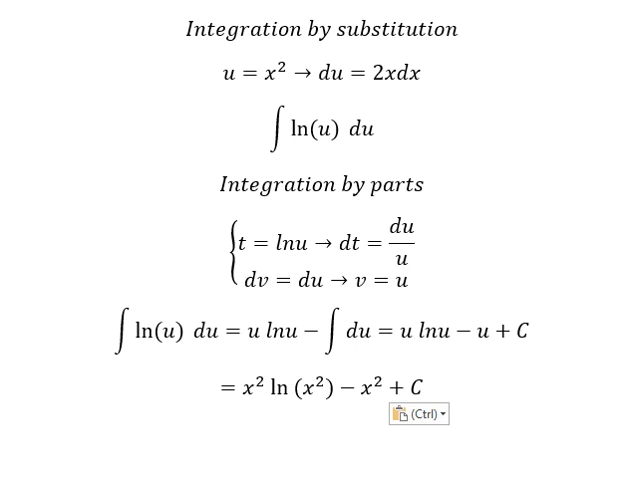 Integration by substitution
u = x² → du = 2xdx
∫ ln(u) du
Integration by parts
{ t = lnu → dt = du/u
dv = du → v = u
∫ ln(u) du = u lnu − ∫ du = u lnu − u + C
= x² ln (x²) − x² + C
(Ctrl)